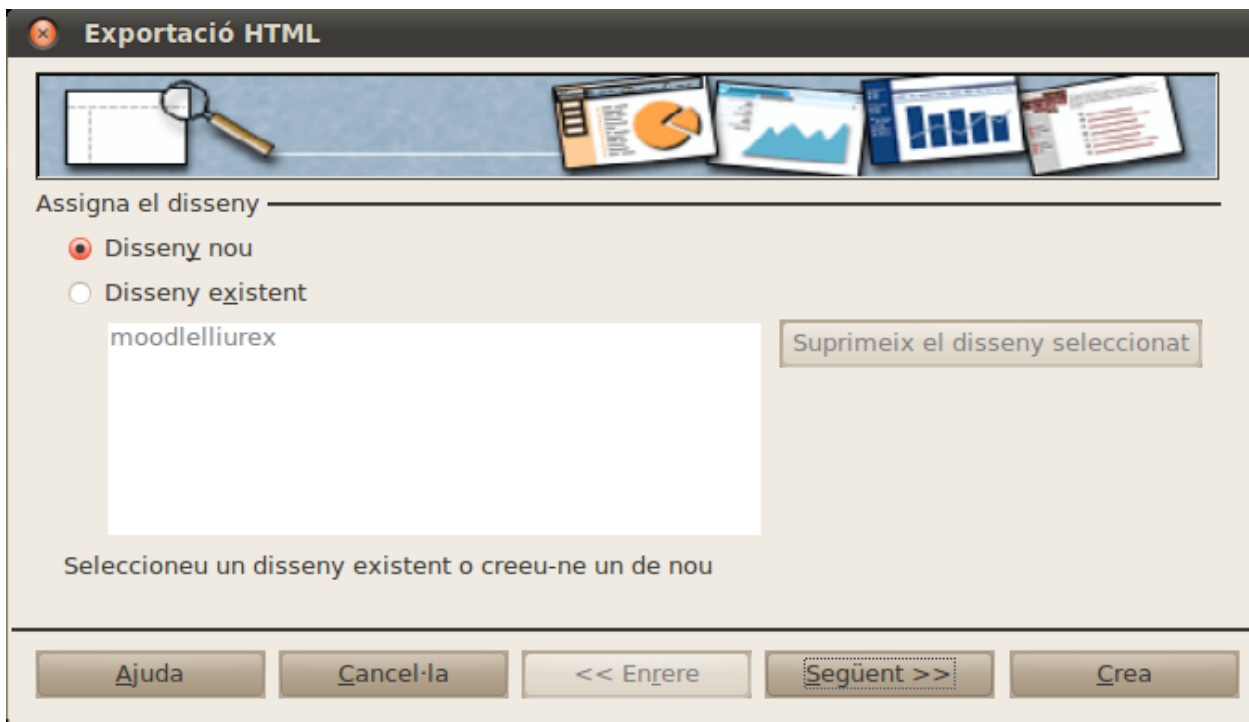 Exportació HTML
Assigna el disseny
Disseny nou
Disseny existent
moodlelliurex
Suprimeix el disseny seleccionat
Seleccioneu un disseny existent o creeu-ne un de nou
Ajuda
Cancel·la
<< Enrere
Següent >>
Crea